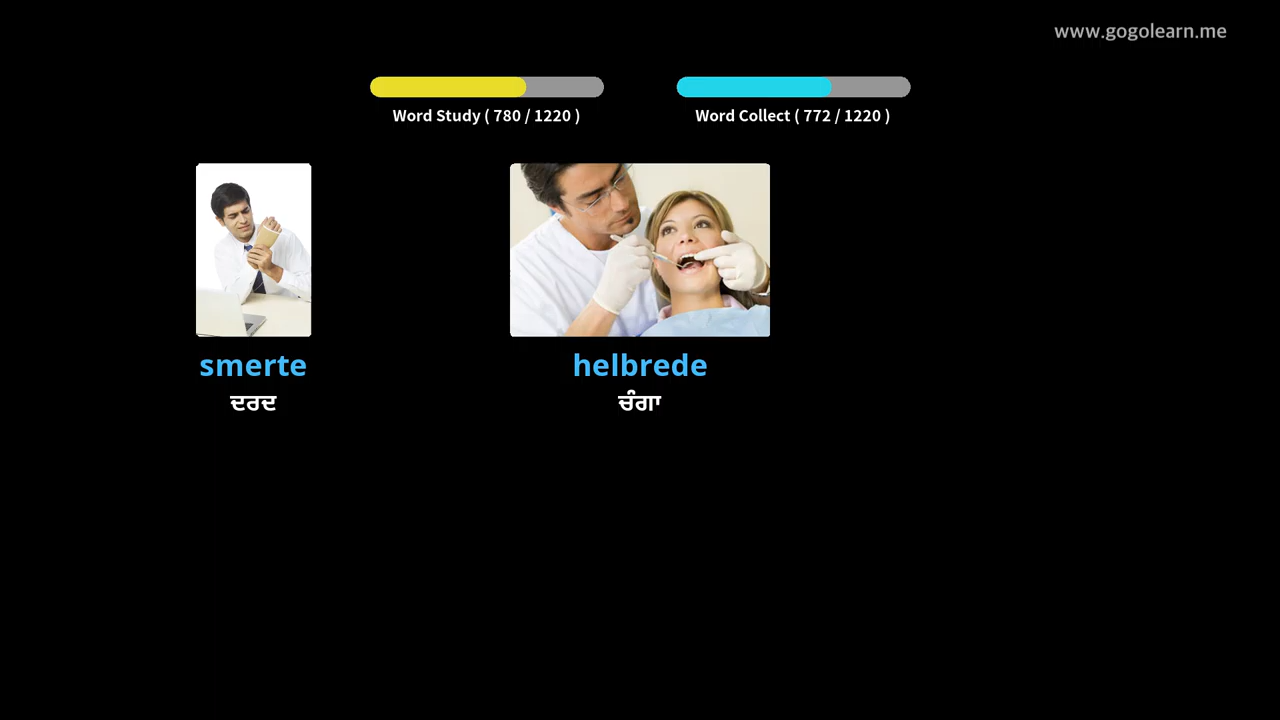 www.gogolearn.me
Word Study ( 780 / 1220 )
Word Collect ( 772 / 1220 )
smerte
ਦਰਦ
helbrede
ਚੰਗਾ